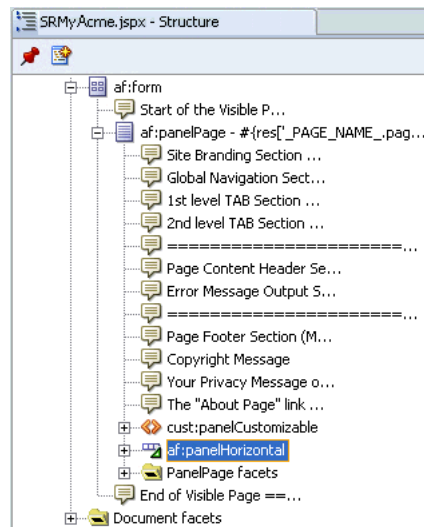 SRMyAcme.jspx - Structure
af:form
Start of the Visible P...
af:panelPage - #{res['_PAGE_NAME_.pag...
Site Branding Section ...
Global Navigation Sect...
1st level TAB Section ...
2nd level TAB Section ...
======================...
Page Content Header Se...
Error Message Output S...
======================...
Page Footer Section (M...
Copyright Message
Your Privacy Message o...
The "About Page" link ...
cust:panelCustomizable
af:panelHorizontal
PanelPage facets
End of Visible Page ==...
Document facets